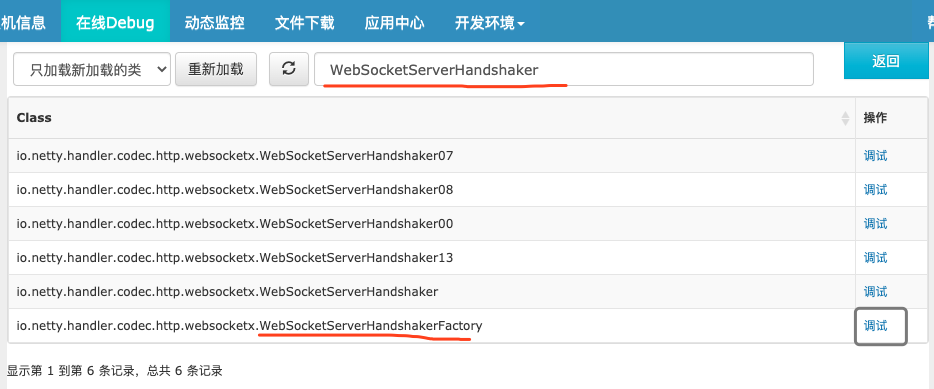 机信息 在线Debug 动态监控 文件下载 应用中心 开发环境
只加载新加载的类 重新加载 WebSocketServerHandshaker 返回
Class 操作
io.netty.handler.codec.http.websocketx.WebSocketServerHandshaker07 调试
io.netty.handler.codec.http.websocketx.WebSocketServerHandshaker08 调试
io.netty.handler.codec.http.websocketx.WebSocketServerHandshaker00 调试
io.netty.handler.codec.http.websocketx.WebSocketServerHandshaker13 调试
io.netty.handler.codec.http.websocketx.WebSocketServerHandshaker 调试
io.netty.handler.codec.http.websocketx.WebSocketServerHandshakerFactory 调试
显示第 1 到第 6 条记录，总共 6 条记录